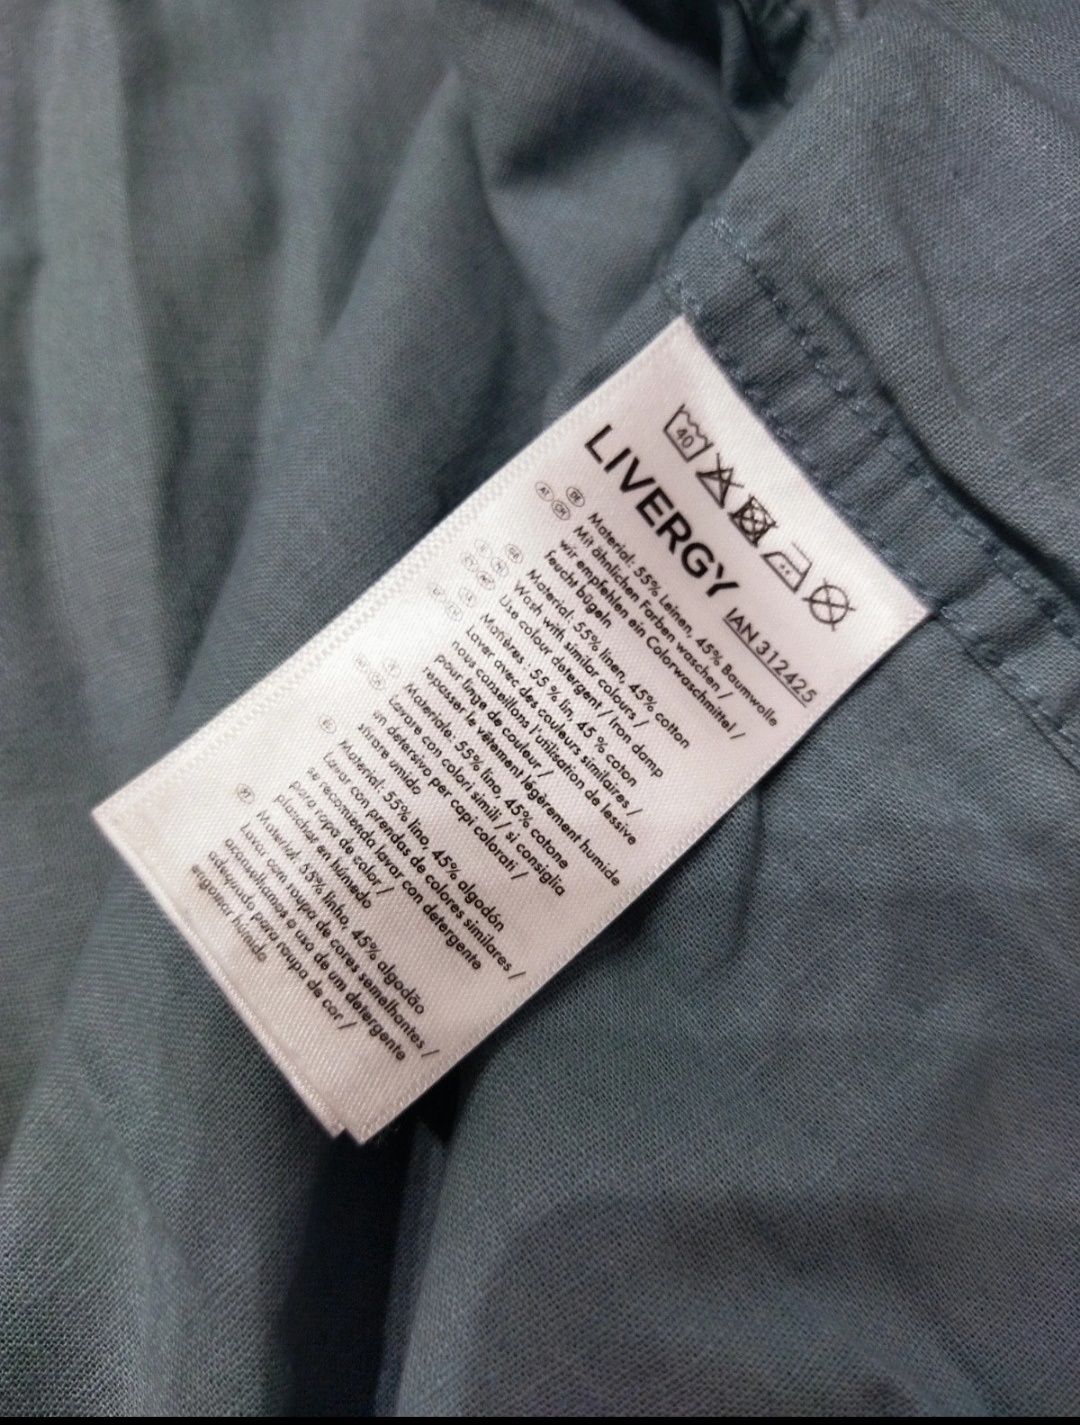 40
LIVERGY
IAN 312425
DE
AT CH
Material: 55% Leinen, 45% Baumwolle
Mit ähnlichen Farben waschen /
wir empfehlen ein Colorwaschmittel /
feucht bügeln
Material: 55% linen, 45% cotton
Wash with similar colours /
Use colour detergent / Iron damp
Matières : 55 % lin, 45 % coton
Laver avec des couleurs similaires /
nous conseillons l'utilisation de lessive
pour linge de couleur /
repasser le vêtement légèrement humide
Materiale: 55% lino, 45% cotone
Lavare con colori simili / si consiglia
un detersivo per capi colorati /
stirare umido
Material: 55% lino, 45% algodón
Lavar con prendas de colores similares /
se recomienda lavar con detergente
para ropa de color /
planchar en húmedo
PT
Material: 55% linho, 45% algodão
Lavar com roupa de cores semelhantes /
aconselhamos o uso de um detergente
adequado para roupa de cor /
engomar húmido